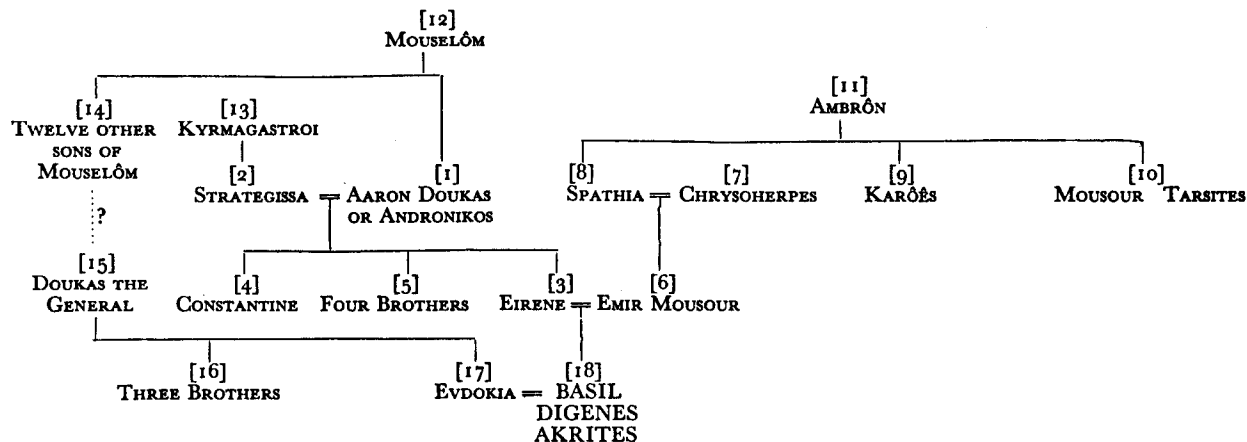 [12]
MOUSELÔM
[14]
TWELVE OTHER
SONS OF
MOUSELÔM
[13]
KYRMAGASTROI
[11]
AMBRÔN
[2]
STRATEGISSA =
[1]
AARON DOUKAS
OR ANDRONIKOS
[8]
SPATHIA =
[7]
CHRYSOHERPES
[9]
KARÔÊS
[10]
MOUSOUR TARSITES
?
[15]
DOUKAS THE
GENERAL
[4]
CONSTANTINE
[5]
FOUR BROTHERS
[3]
EIRENE =
[6]
EMIR MOUSOUR
[16]
THREE BROTHERS
[17]
EVDOKIA =
[18]
BASIL
DIGENES
AKRITES